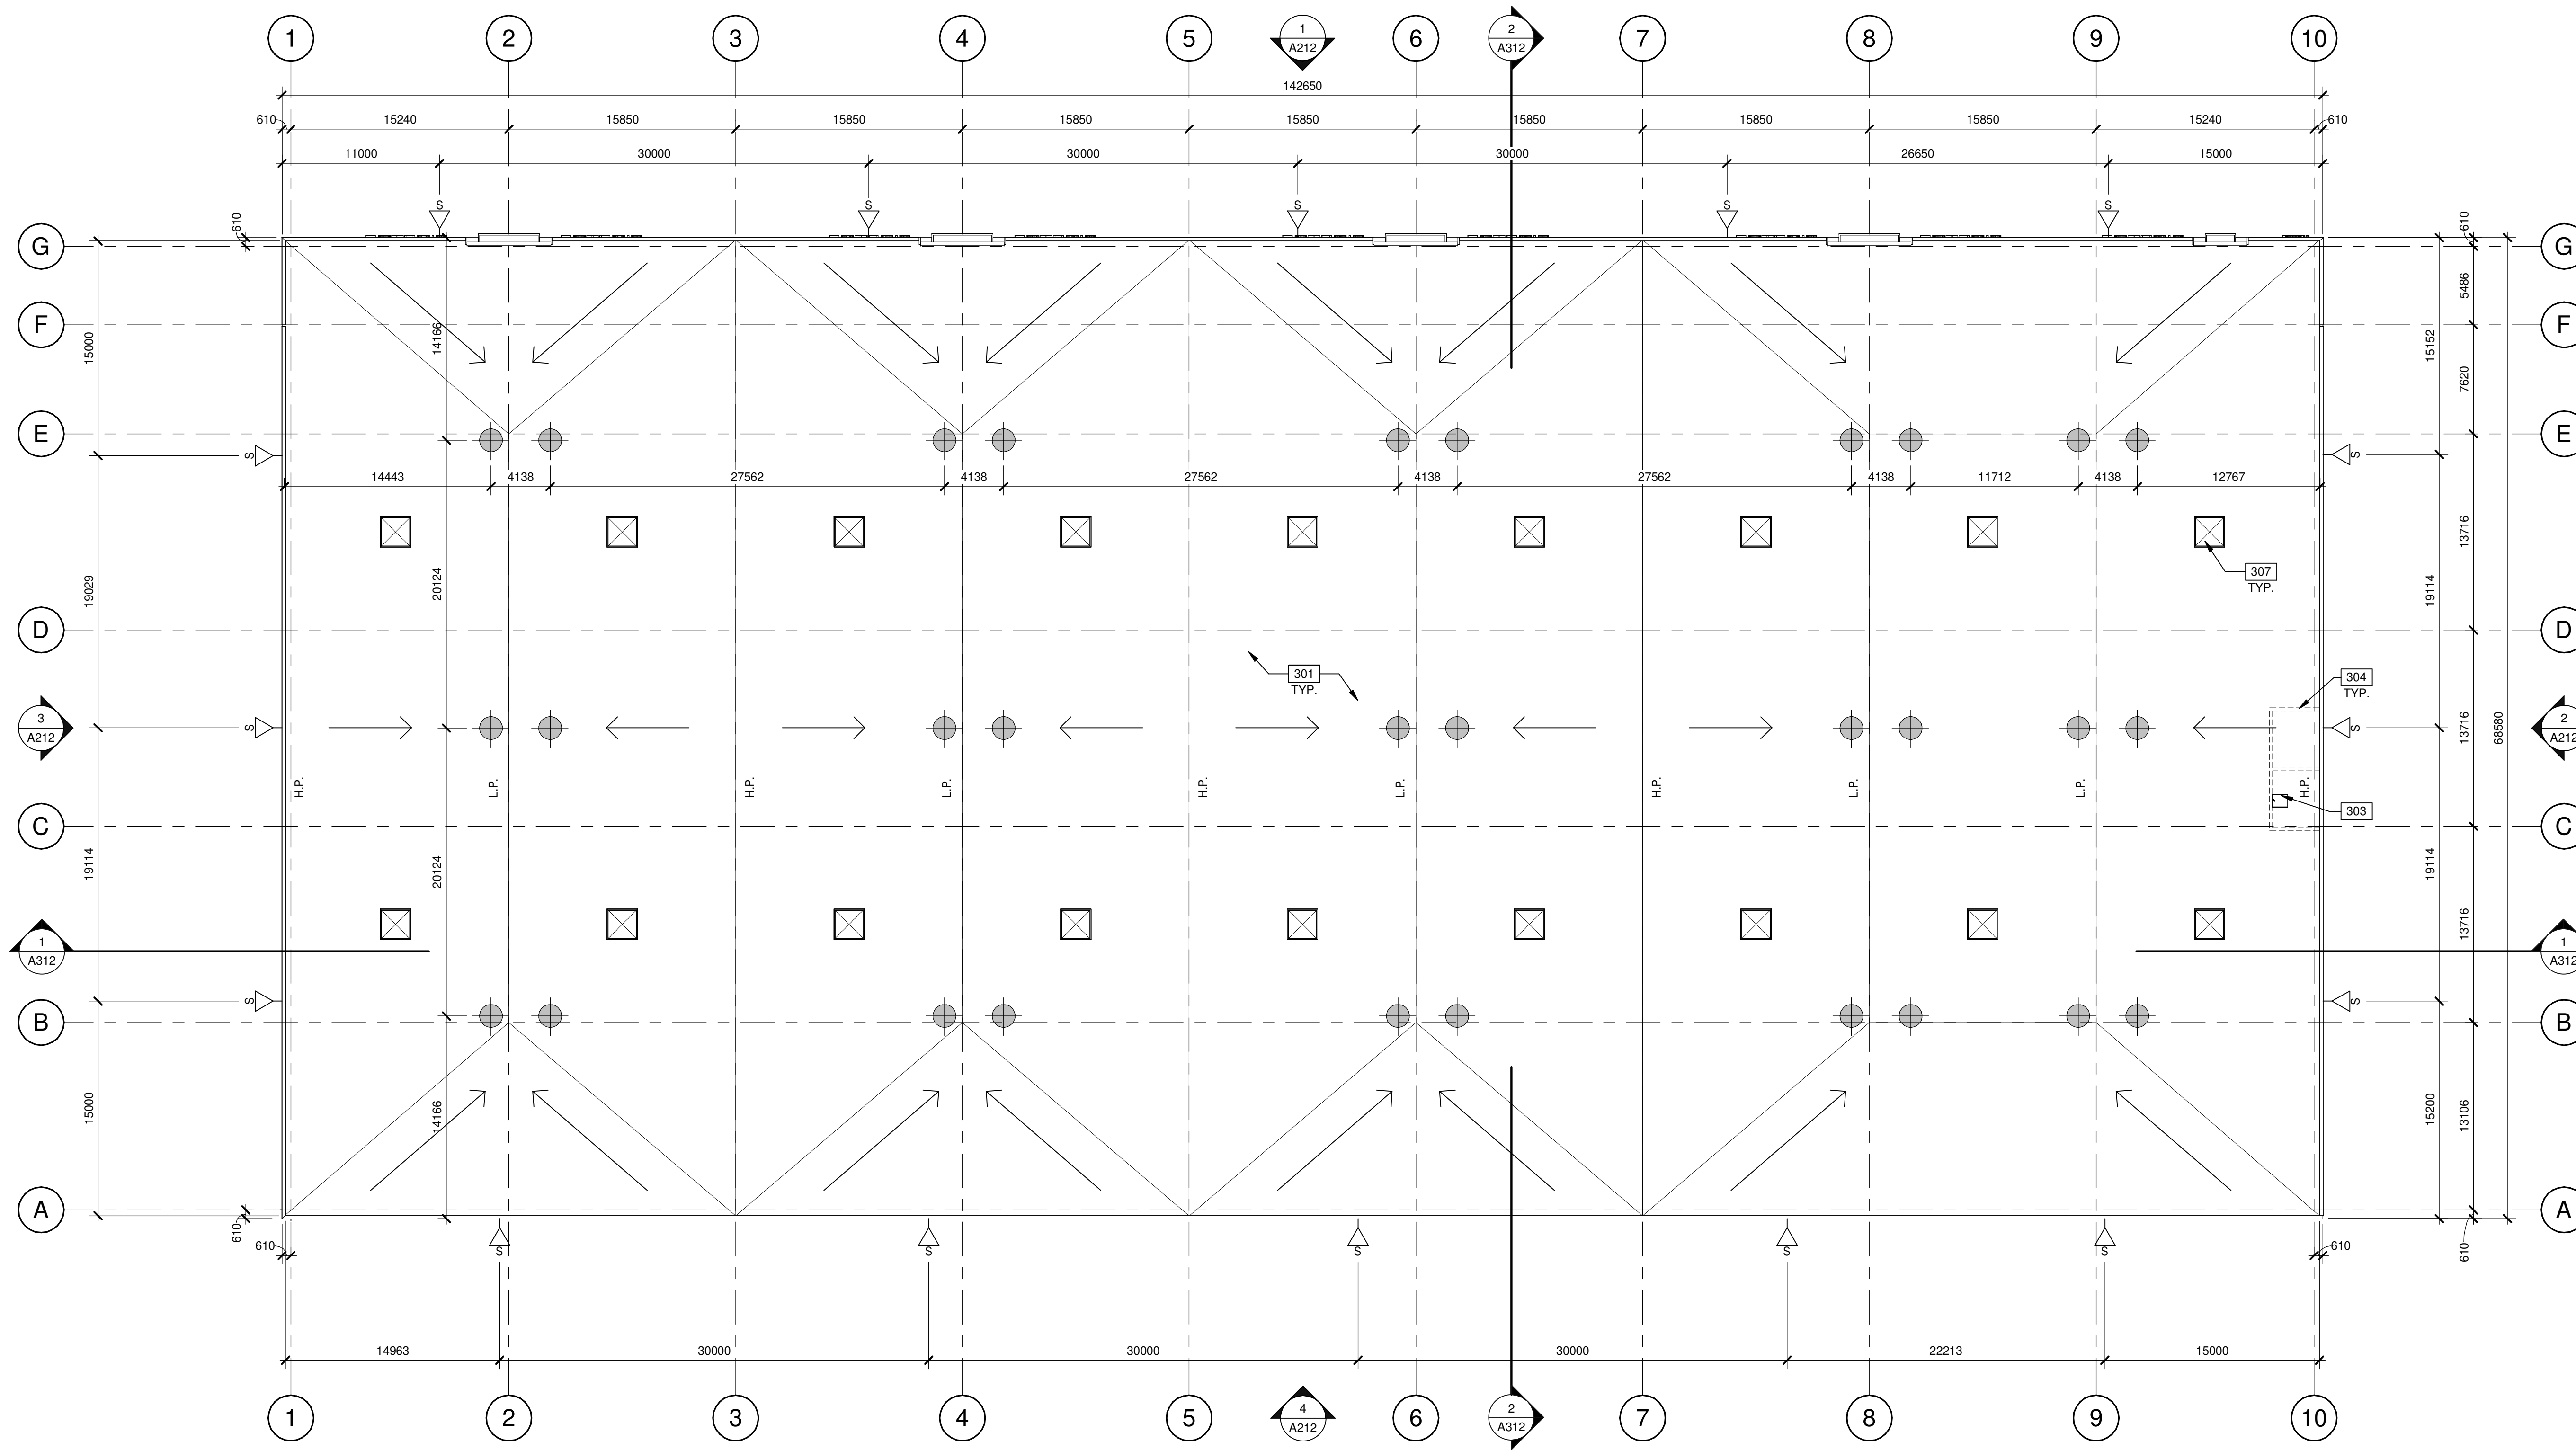 1 2 3 4 5 6 7 8 9 10
1
A212
2
A312
142650
610 15240 15850 15850 15850 15850 15850 15850 15850 15240 610
11000 30000 30000 30000 26650 15000
S S S S S
610
610
G G
5486
F F
15000
14166
15152
7620
E E
S
S
14443 4138 27562 4138 27562 4138 27562 4138 11712 4138 12767
13716
307
TYP.
19029
20124
19114
D D
301
TYP.
304
TYP.
3
A212
S
S
13716
68580
2
A212
H.P. L.P. H.P. L.P. H.P. L.P. H.P. L.P. L.P. H.P.
303
C C
19114
20124
19114
13716
1
A312
1
A312
S
S
B B
15000
14166
15200
13106
A A
610
610
S S S S S
610
610
14963 30000 30000 30000 22213 15000
1 2 3 4 5
4
A212
6
2
A312
7 8 9 10